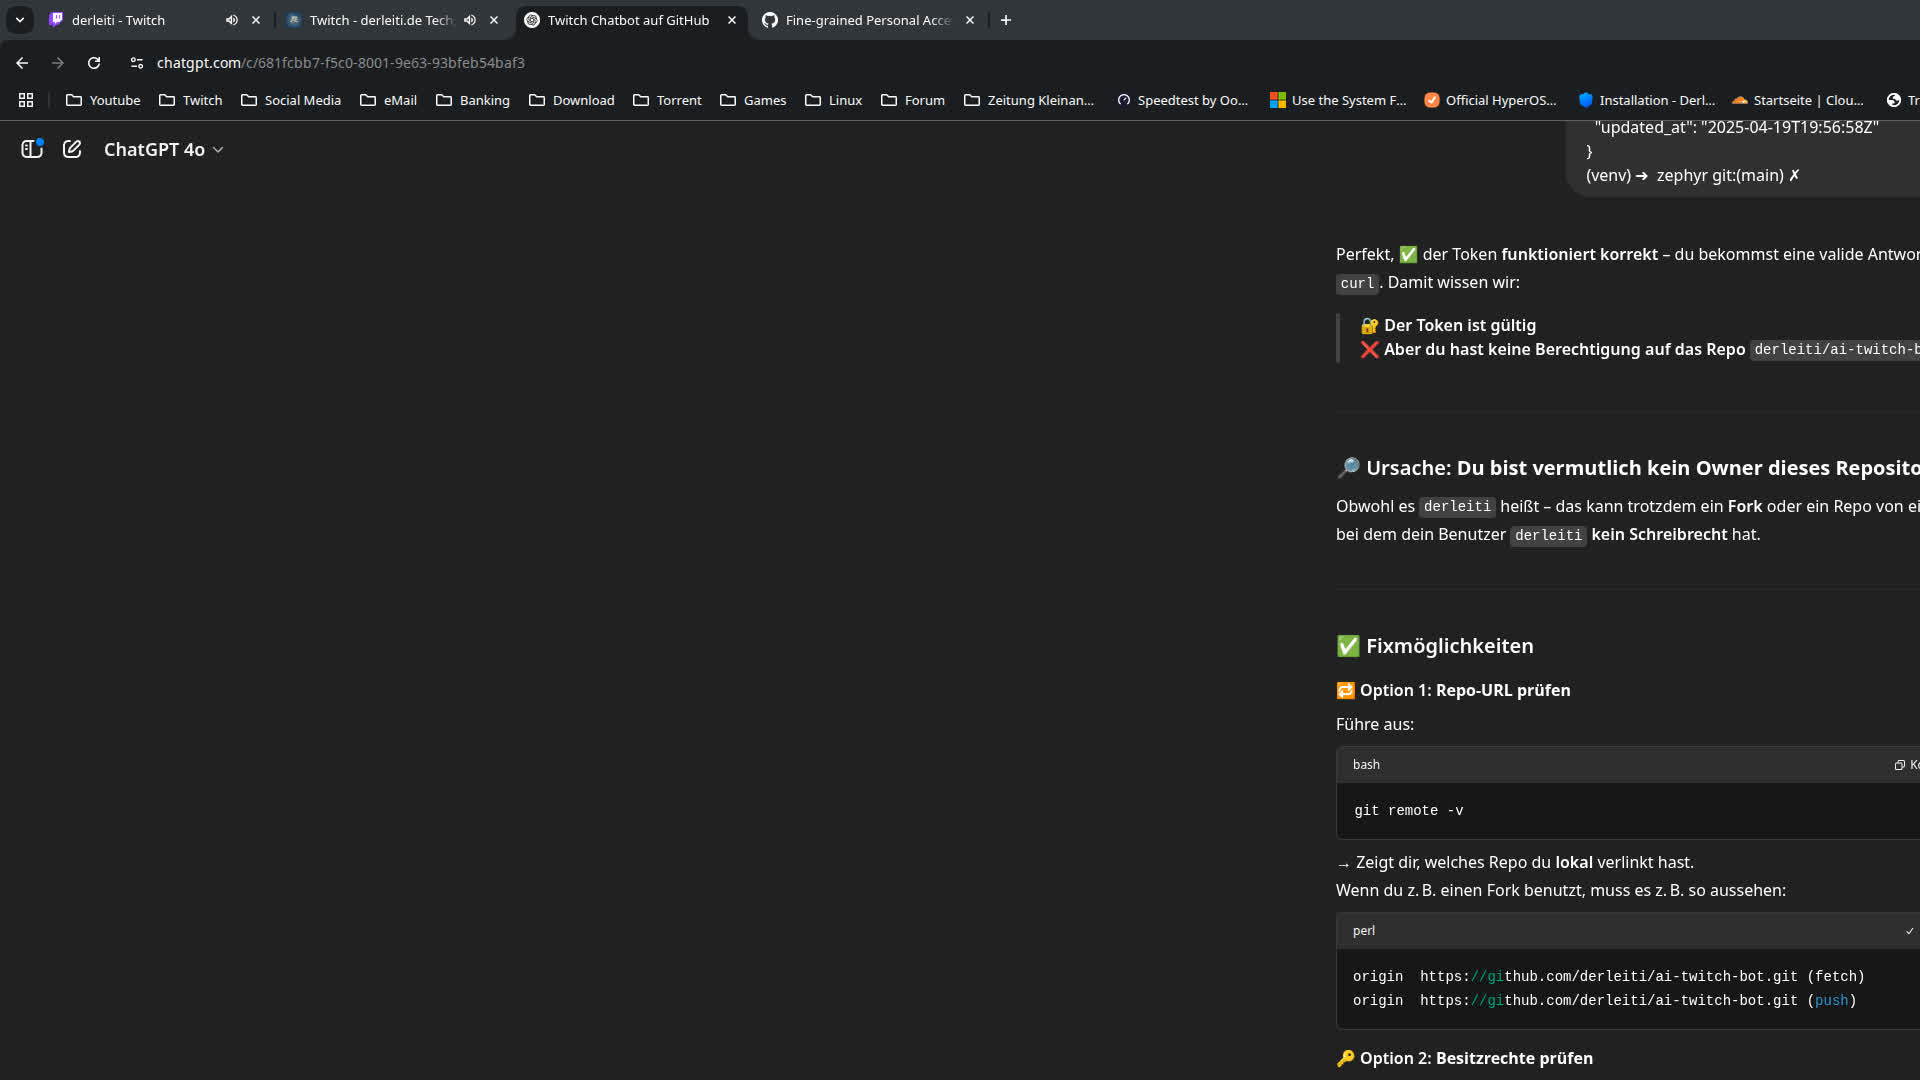 derleiti - Twitch
Twitch - derleiti.de Tech
Twitch Chatbot auf GitHub
Fine-grained Personal Acce
chatgpt.com/c/681fcbb7-f5c0-8001-9e63-93bfeb54baf3
Youtube Twitch Social Media eMail Banking Download Torrent Games Linux Forum Zeitung Kleinan... Speedtest by Oo... Use the System F... Official HyperOS... Installation - Derl... Startseite | Clou... Tr
ChatGPT 4o
"updated_at": "2025-04-19T19:56:58Z"
}
(venv) ➜ zephyr git:(main) ✗
Perfekt, ✅ der Token funktioniert korrekt – du bekommst eine valide Antwor
curl. Damit wissen wir:
🔐 Der Token ist gültig
❌ Aber du hast keine Berechtigung auf das Repo derleiti/ai-twitch-b
🔎 Ursache: Du bist vermutlich kein Owner dieses Reposito
Obwohl es derleiti heißt – das kann trotzdem ein Fork oder ein Repo von ei
bei dem dein Benutzer derleiti kein Schreibrecht hat.
✅ Fixmöglichkeiten
🔁 Option 1: Repo-URL prüfen
Führe aus:
bash Ko
git remote -v
→ Zeigt dir, welches Repo du lokal verlinkt hast.
Wenn du z. B. einen Fork benutzt, muss es z. B. so aussehen:
perl
origin https://github.com/derleiti/ai-twitch-bot.git (fetch)
origin https://github.com/derleiti/ai-twitch-bot.git (push)
🔑 Option 2: Besitzrechte prüfen